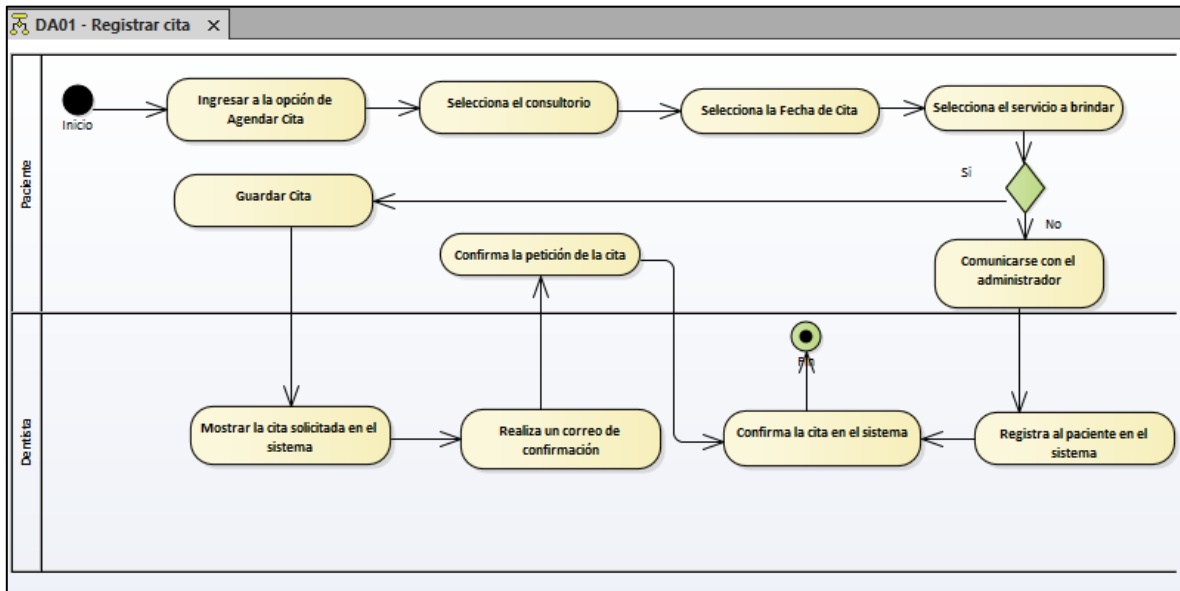 DA01 - Registrar cita X
Inicio
Ingresar a la opción de
Agendar Cita
Selecciona el consultorio
Selecciona la Fecha de Cita
Selecciona el servicio a brindar
Paciente
Si
Guardar Cita
No
Confirma la petición de la cita
Comunicarse con el
administrador
Dentista
Fin
Mostrar la cita solicitada en el
sistema
Realiza un correo de
confirmación
Confirma la cita en el sistema
Registra al paciente en el
sistema